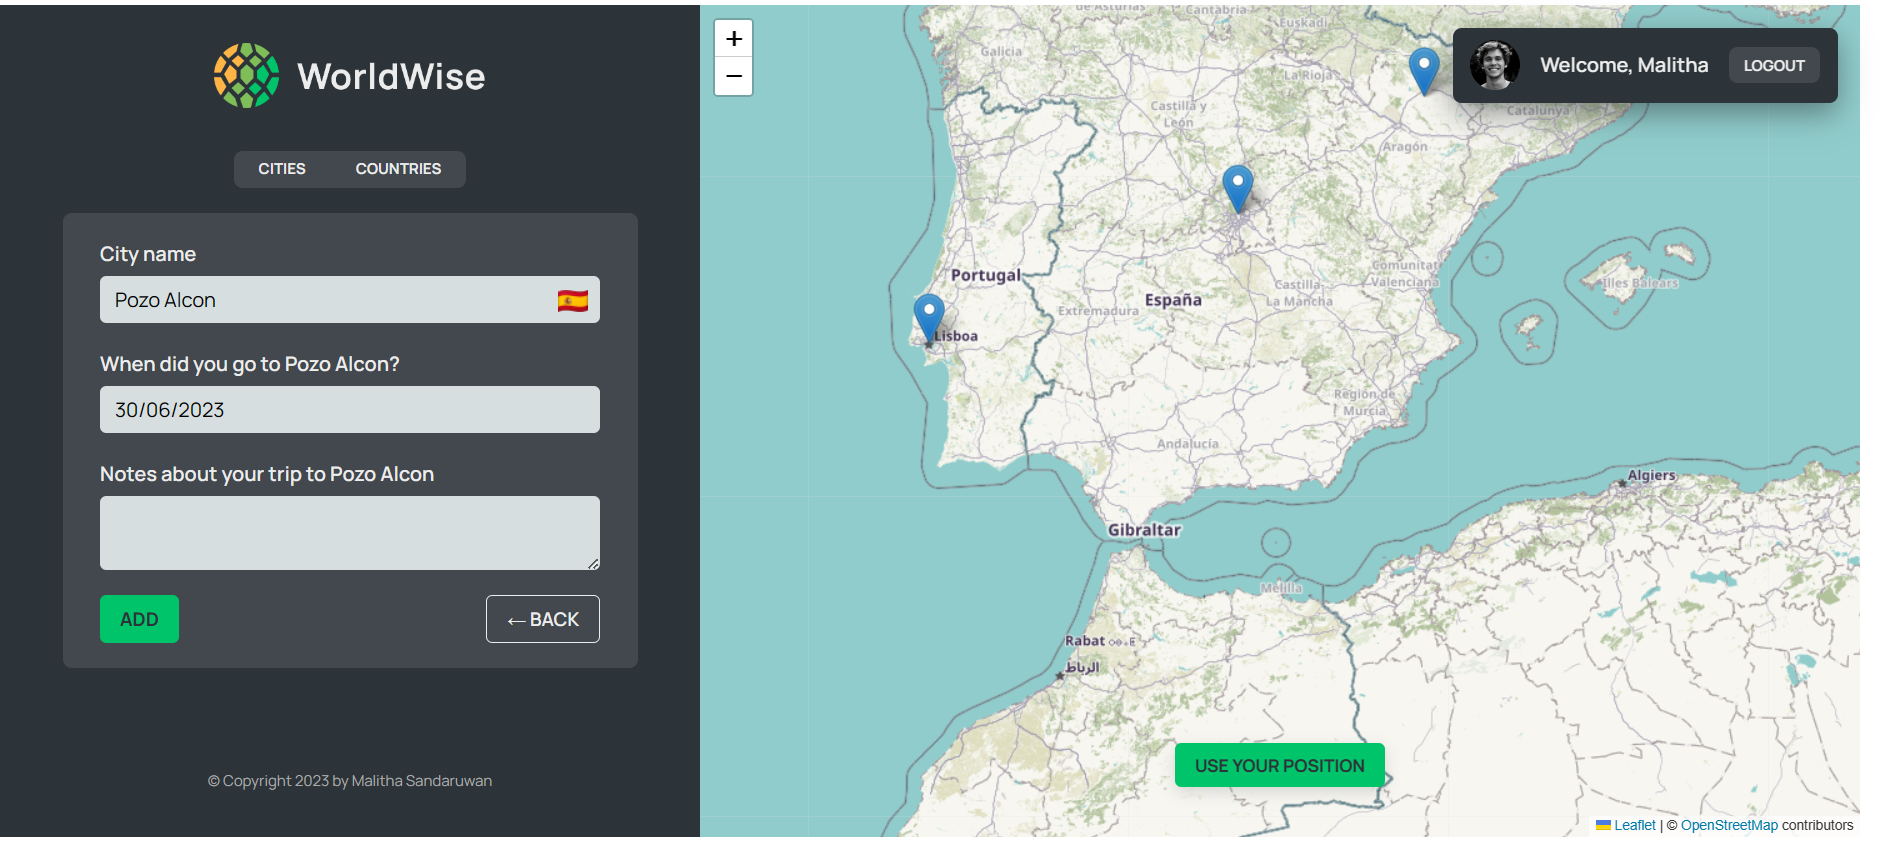 WorldWise
CITIES COUNTRIES
City name
Pozo Alcon
When did you go to Pozo Alcon?
30/06/2023
Notes about your trip to Pozo Alcon
ADD
← BACK
© Copyright 2023 by Malitha Sandaruwan
+
−
Welcome, Malitha
LOGOUT
de Asturias
Cantabria
Euskadi
Galicia
La Rioja
Castilla y
León
Catalunya
Aragón
Portugal
España
Castilla-
La Mancha
Comunitat
Valenciana
Illes Balears
Extremadura
Lisboa
Región de
Murcia
Andalucía
Algiers
Gibraltar
Melilla
Rabat
الرباط
USE YOUR POSITION
Leaflet | © OpenStreetMap contributors